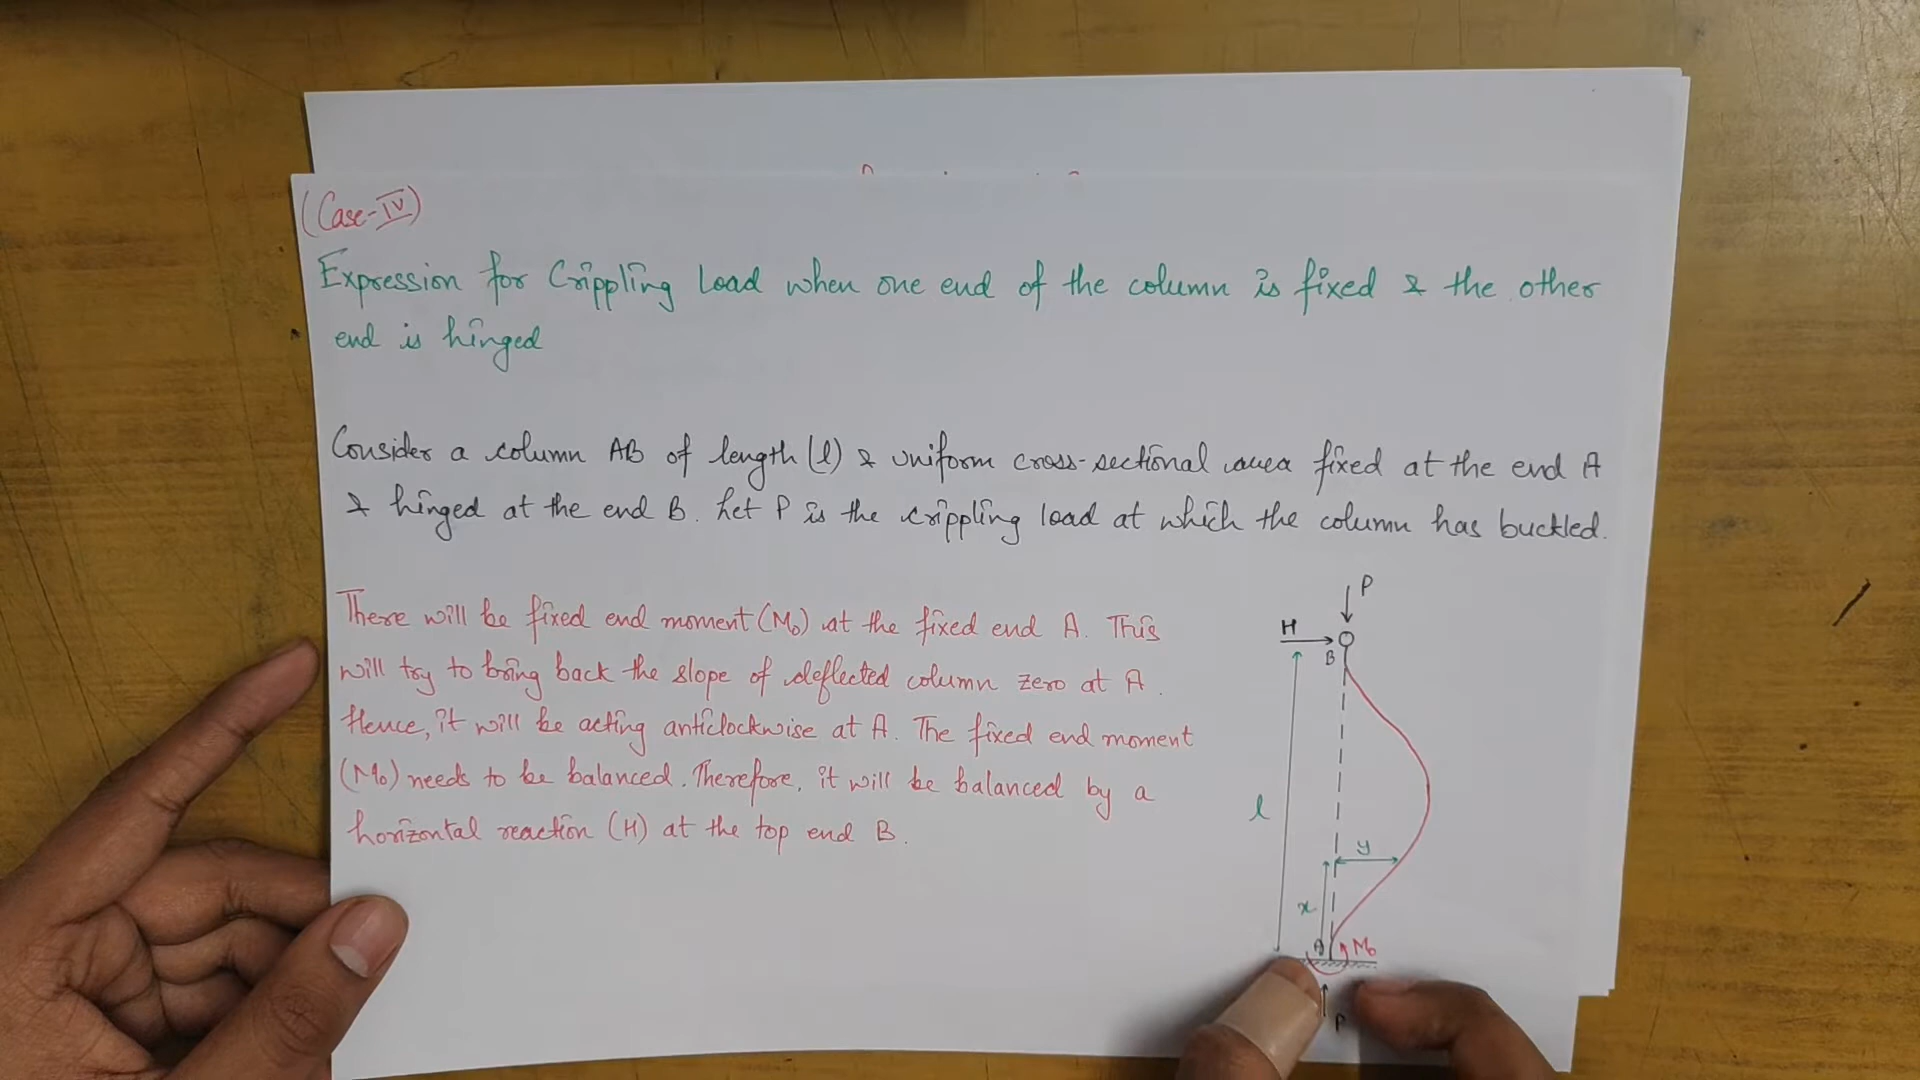 (Case-IV)
Expression for Crippling Load when one end of the column is fixed & the other
end is hinged
Consider a column AB of length (l) & uniform cross-sectional area fixed at the end A
& hinged at the end B. Let P is the crippling load at which the column has buckled.
There will be fixed end moment (M₀) at the fixed end A. This
will try to bring back the slope of deflected column zero at A.
Hence, it will be acting anticlockwise at A. The fixed end moment
(M₀) needs to be balanced. Therefore, it will be balanced by a
horizontal reaction (H) at the top end B.
P
H
B
l
y
x
A M₀
P